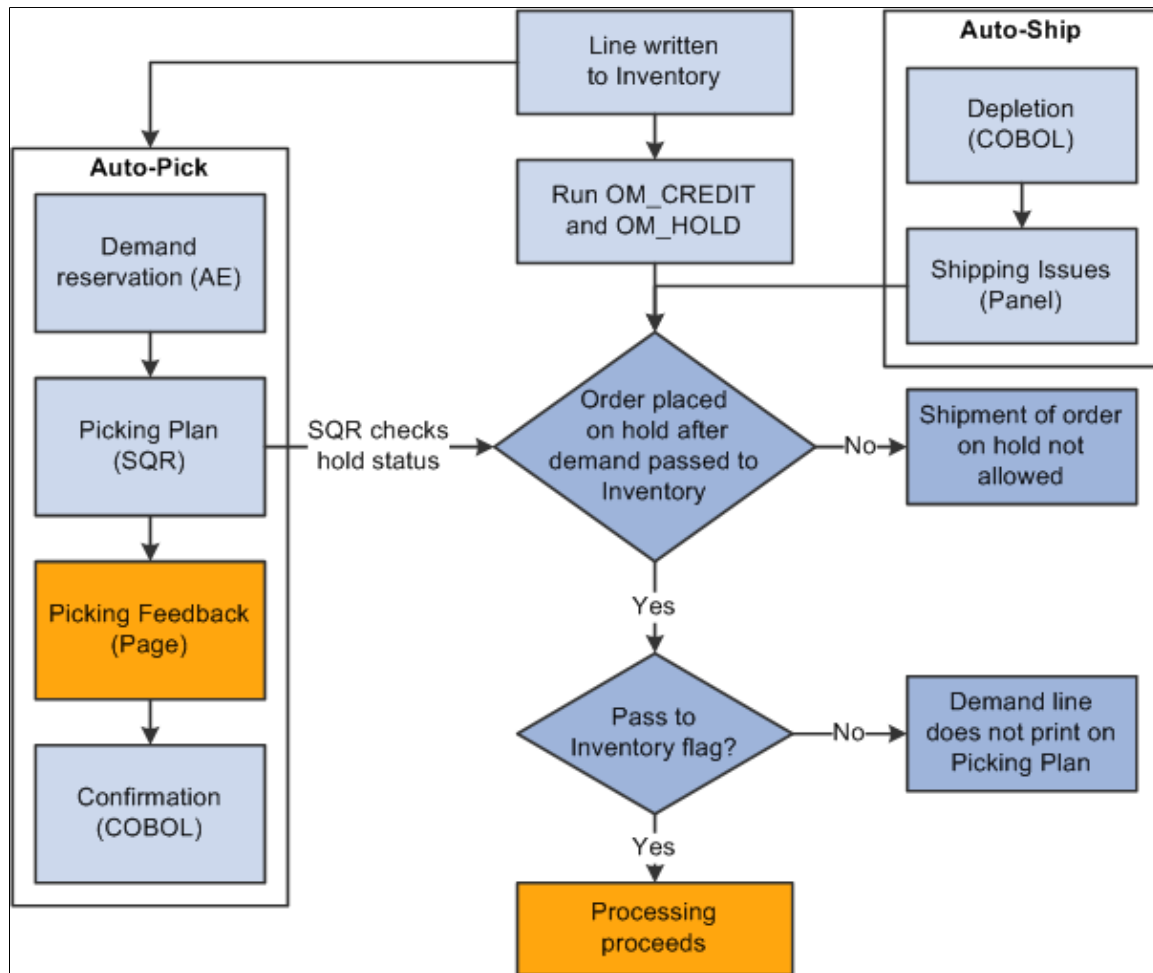 Line written
to Inventory
Auto-Ship
Depletion
(COBOL)
Auto-Pick
Run OM_CREDIT
and OM_HOLD
Demand
reservation (AE)
Shipping Issues
(Panel)
Picking Plan
(SQR)
SQR checks
hold status
Order placed
on hold after
demand passed to
Inventory
No
Shipment of order
on hold not
allowed
Picking Feedback
(Page)
Yes
Pass to
Inventory flag?
No
Demand line
does not print on
Picking Plan
Confirmation
(COBOL)
Yes
Processing
proceeds